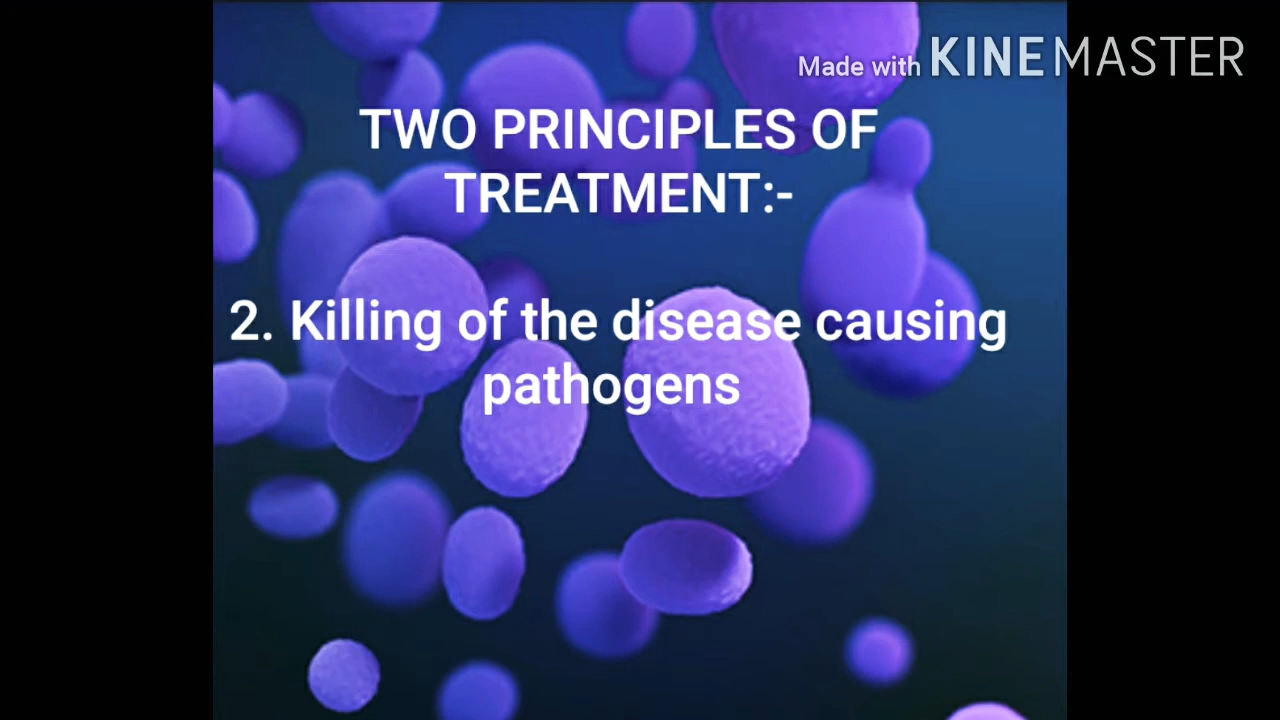 Made with KINEMASTER
TWO PRINCIPLES OF
TREATMENT:-
2. Killing of the disease causing
pathogens